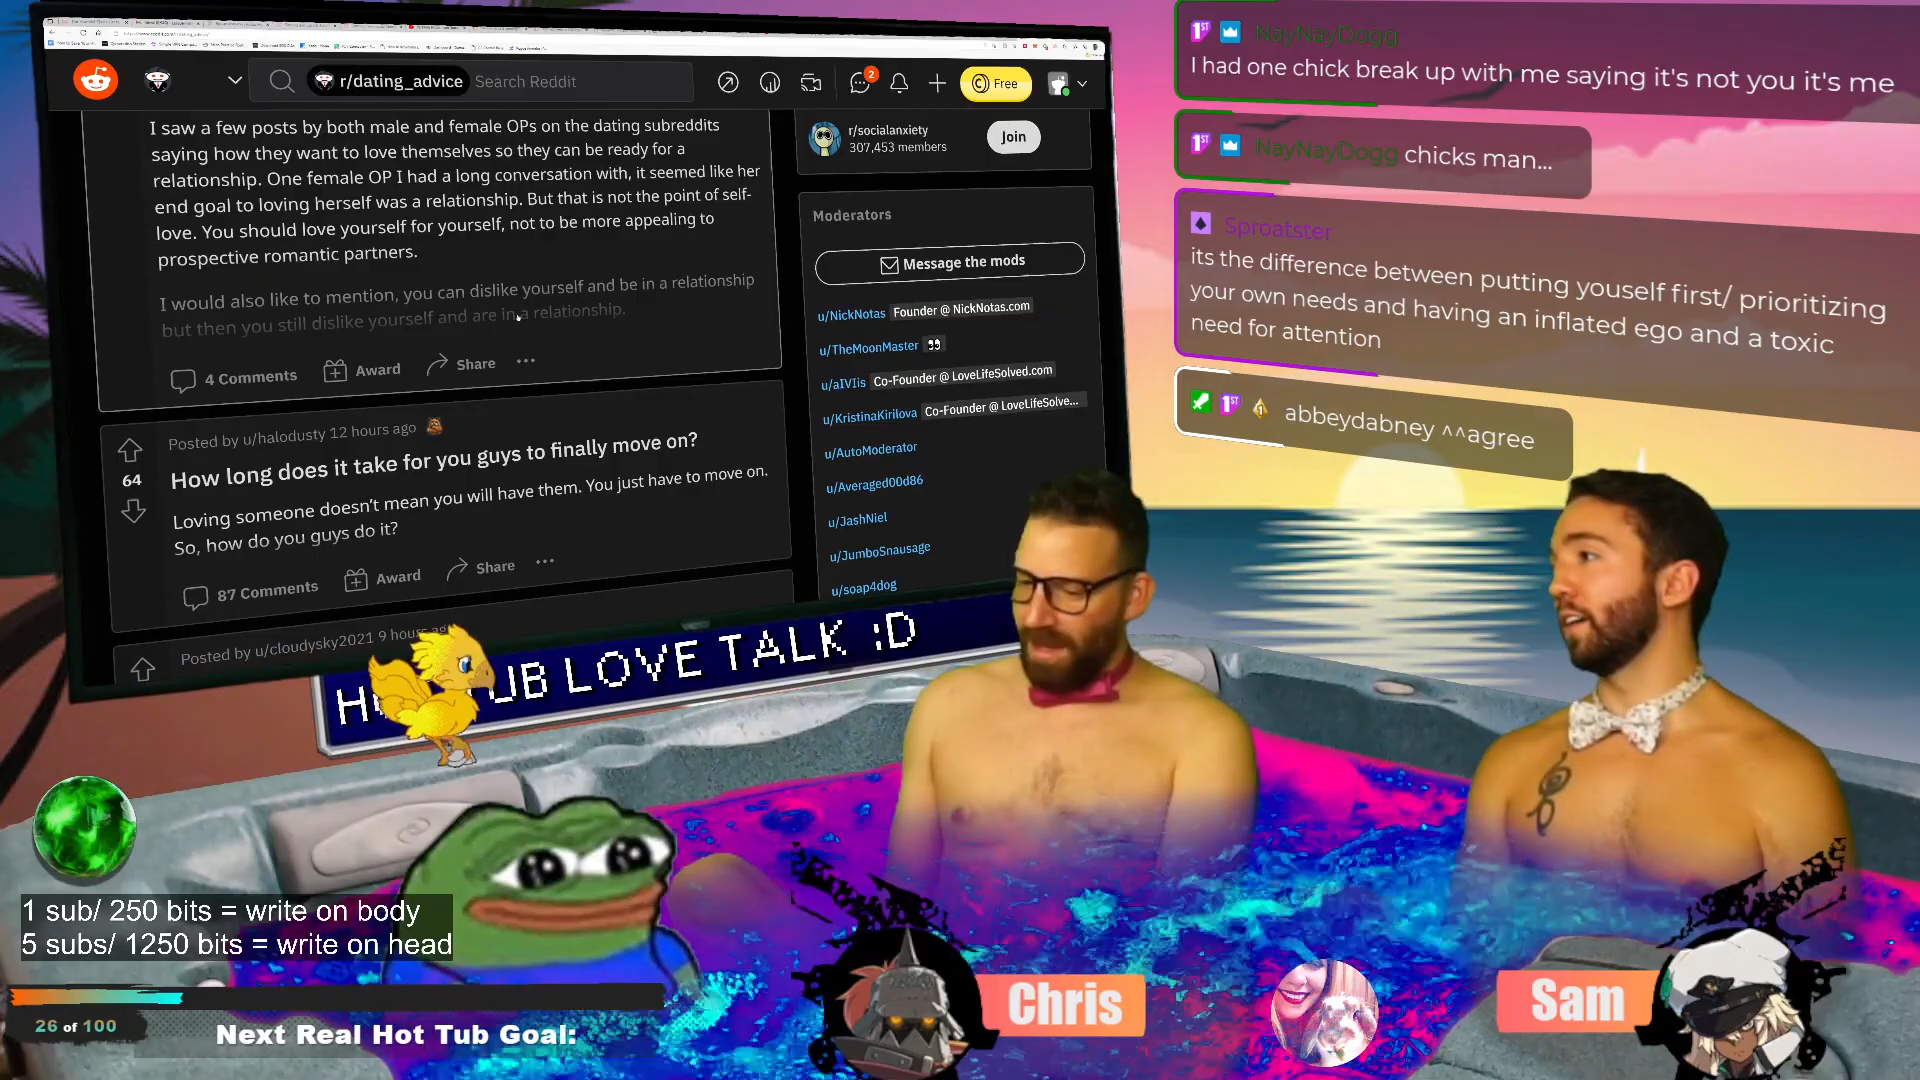 r/dating_advice
Search Reddit
2
Free
I saw a few posts by both male and female OPs on the dating subreddits
saying how they want to love themselves so they can be ready for a
relationship. One female OP I had a long conversation with, it seemed like her
end goal to loving herself was a relationship. But that is not the point of self-
love. You should love yourself for yourself, not to be more appealing to
prospective romantic partners.
I would also like to mention, you can dislike yourself and be in a relationship
but then you still dislike yourself and are in a relationship.
4 Comments
Award
Share
64
Posted by u/halodusty 12 hours ago
How long does it take for you guys to finally move on?
Loving someone doesn't mean you will have them. You just have to move on.
So, how do you guys do it?
87 Comments
Award
Share
Posted by u/cloudysky2021 9 hours
r/socialanxiety
307,453 members
Join
Moderators
Message the mods
u/NickNotas Founder @ NickNotas.com
u/TheMoonMaster
u/aIVIis Co-Founder @ LoveLifeSolved.com
u/KristinaKirilova Co-Founder @ LoveLifeSolve...
u/AutoModerator
u/Averaged00d86
u/JashNiel
u/JumboSnausage
u/soap4dog
1ST NayNayDogg
I had one chick break up with me saying it's not you it's me
1ST NayNayDogg chicks man...
Sproatster
its the difference between putting youself first/ prioritizing
your own needs and having an inflated ego and a toxic
need for attention
1ST abbeydabney ^^agree
UB LOVE TALK :D
1 sub/ 250 bits = write on body
5 subs/ 1250 bits = write on head
26 of 100
Next Real Hot Tub Goal:
Chris
Sam